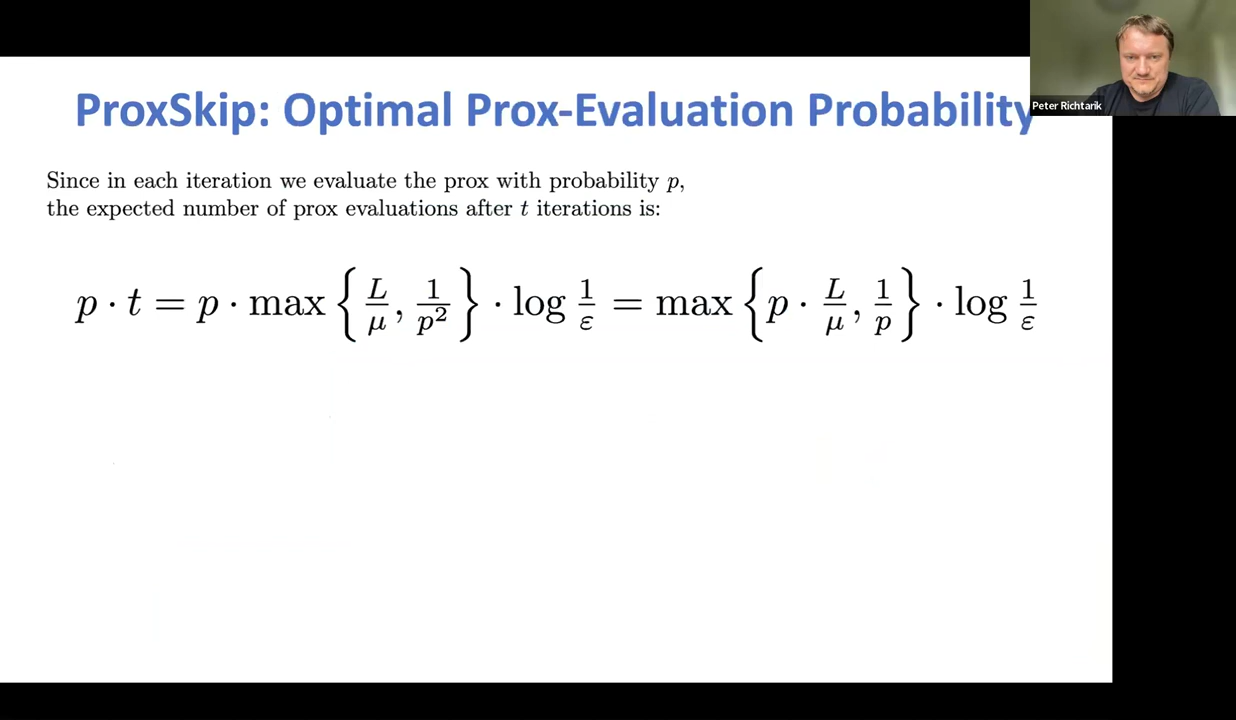 ProxSkip: Optimal Prox-Evaluation Probability
Peter Richtarik
Since in each iteration we evaluate the prox with probability p,
the expected number of prox evaluations after t iterations is:
p · t = p · max { L/μ, 1/p² } · log 1/ε = max { p · L/μ, 1/p } · log 1/ε